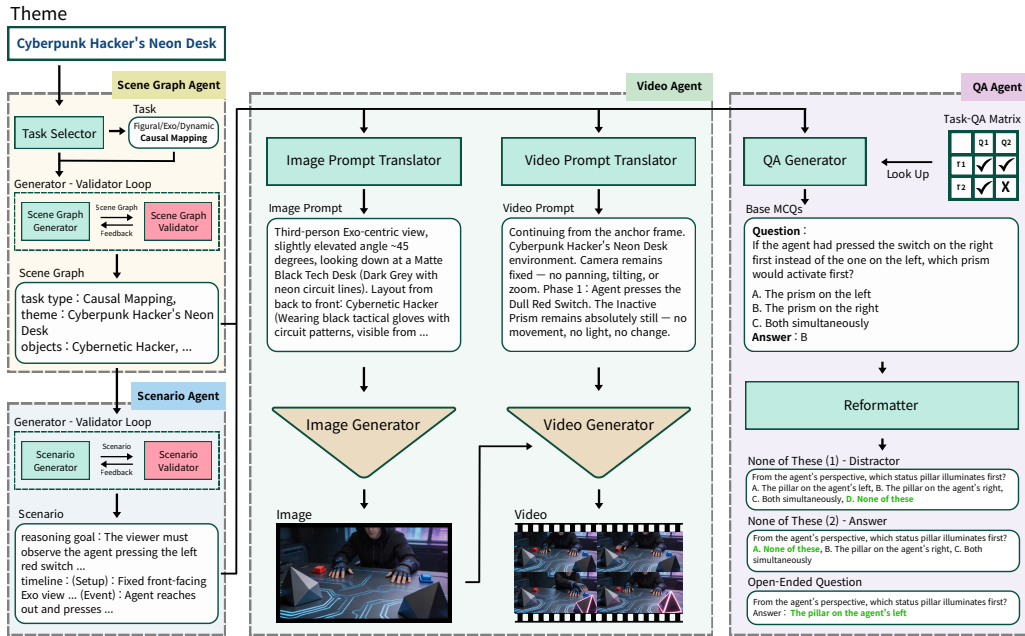 Theme
Cyberpunk Hacker's Neon Desk
Scene Graph Agent
Task Selector
Task
Figural/Exo/Dynamic
Causal Mapping
Generator - Validator Loop
Scene Graph
Generator
Scene Graph
Feedback
Scene Graph
Validator
Scene Graph
task type : Causal Mapping,
theme : Cyberpunk Hacker's Neon
Desk
objects : Cybernetic Hacker, ...
Scenario Agent
Generator - Validator Loop
Scenario
Generator
Scenario
Feedback
Scenario
Validator
Scenario
reasoning goal : The viewer must
observe the agent pressing the left
red switch ...
timeline : (Setup) : Fixed front-facing
Exo view ... (Event) : Agent reaches
out and presses ...
Video Agent
Image Prompt Translator
Image Prompt
Third-person Exo-centric view,
slightly elevated angle ~45
degrees, looking down at a Matte
Black Tech Desk (Dark Grey with
neon circuit lines). Layout from
back to front: Cybernetic Hacker
(Wearing black tactical gloves with
circuit patterns, visible from ...
Image Generator
Image
Video Prompt Translator
Video Prompt
Continuing from the anchor frame.
Cyberpunk Hacker's Neon Desk
environment. Camera remains
fixed — no panning, tilting, or
zoom. Phase 1 : Agent presses the
Dull Red Switch. The Inactive
Prism remains absolutely still — no
movement, no light, no change.
Video Generator
Video
QA Agent
QA Generator
Look Up
Task-QA Matrix
Q1 Q2
T1
T2 X
Base MCQs
Question :
If the agent had pressed the switch on the right
first instead of the one on the left, which prism
would activate first?
A. The prism on the left
B. The prism on the right
C. Both simultaneously
Answer : B
Reformatter
None of These (1) - Distractor
From the agent's perspective, which status pillar illuminates first?
A. The pillar on the agent's left, B. The pillar on the agent's right,
C. Both simultaneously, D. None of these
None of These (2) - Answer
From the agent's perspective, which status pillar illuminates first?
A. None of these, B. The pillar on the agent's right, C. Both
simultaneously
Open-Ended Question
From the agent's perspective, which status pillar illuminates first?
Answer : The pillar on the agent's left